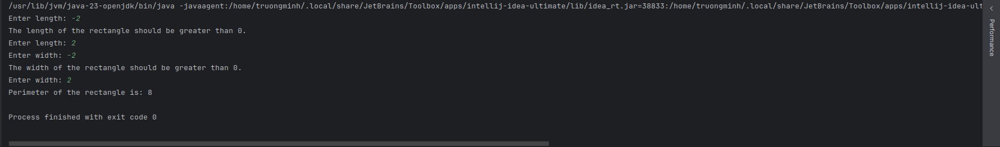 /usr/lib/jvm/java-23-openjdk/bin/java -javaagent:/home/truongminh/.local/share/JetBrains/Toolbox/apps/intellij-idea-ultimate/lib/idea_rt.jar=38833:/home/truongminh/.local/share/JetBrains/Toolbox/apps/intellij-idea-ult
Enter length: -2
The length of the rectangle should be greater than 0.
Enter length: 2
Enter width: -2
The width of the rectangle should be greater than 0.
Enter width: 2
Perimeter of the rectangle is: 8
Process finished with exit code 0
Performance